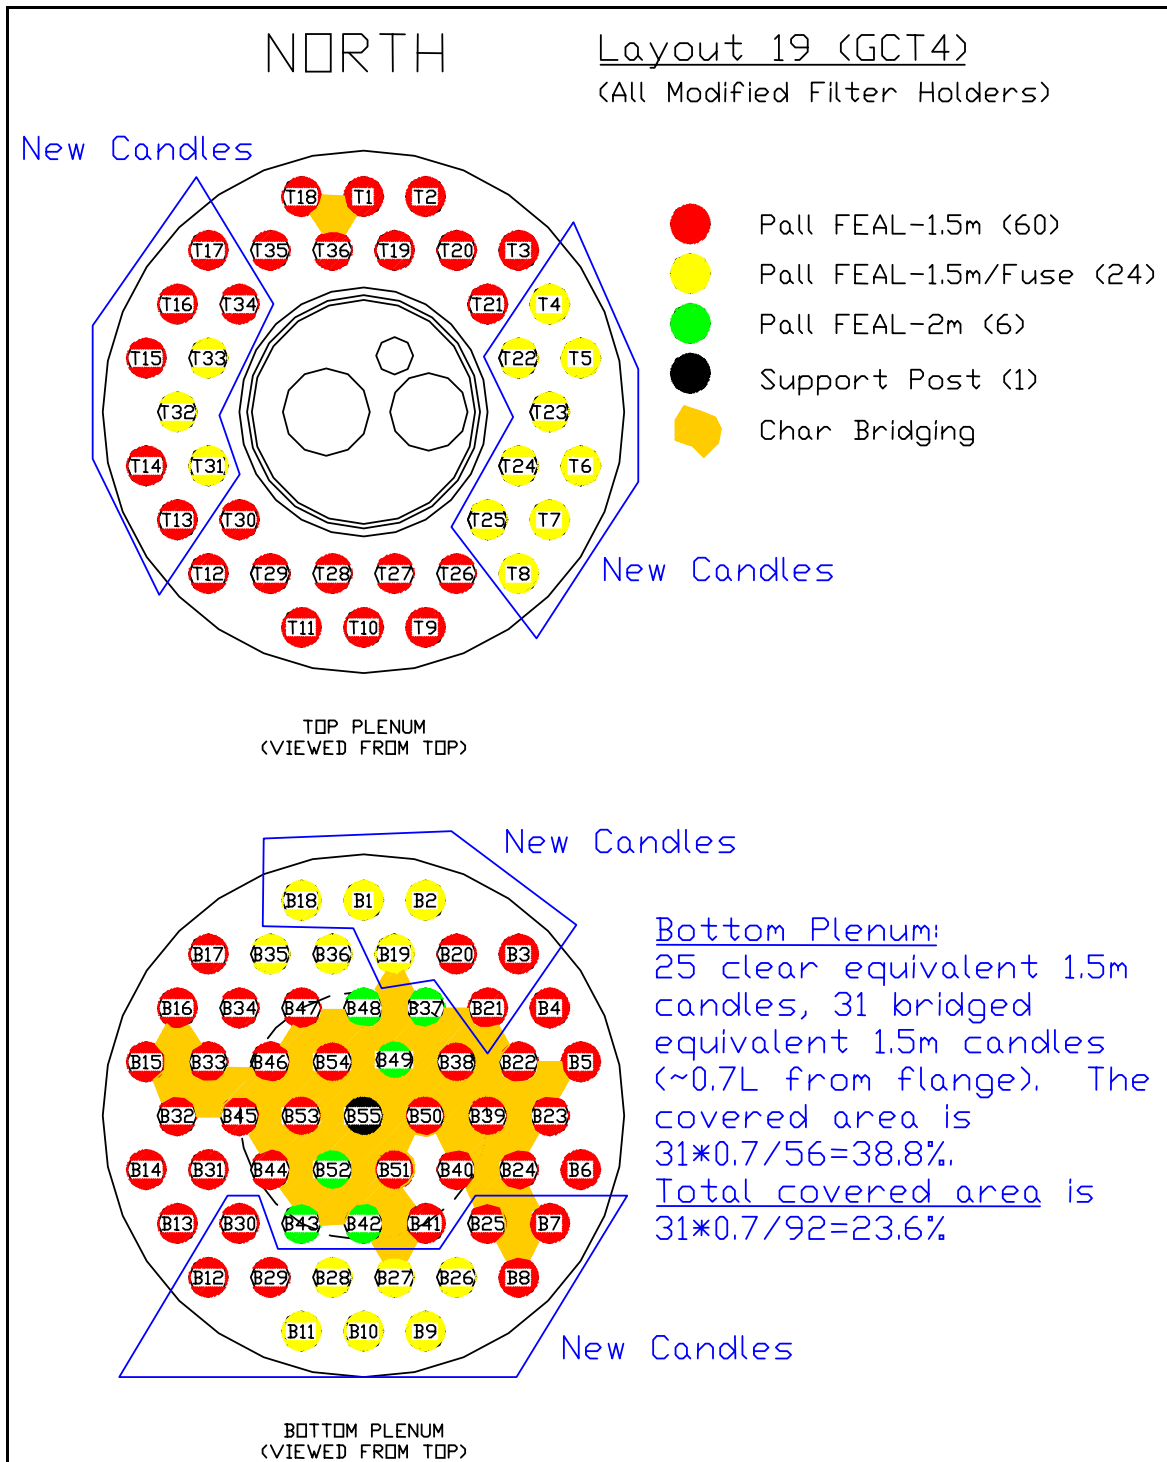 NORTH
Layout 19 (GCT4)
(All Modified Filter Holders)
New Candles
T18 T1 T2
T17 T35 T36 T19 T20 T3
T16 T34 T21 T4
T15 T33 T22 T5
T32 T23
T14 T31 T24 T6
T13 T30 T25 T7
T12 T29 T28 T27 T26 T8
T11 T10 T9
Pall FEAL-1.5m (60)
Pall FEAL-1.5m/Fuse (24)
Pall FEAL-2m (6)
Support Post (1)
Char Bridging
New Candles
TOP PLENUM
(VIEWED FROM TOP)
New Candles
B18 B1 B2
B17 B35 B36 B19 B20 B3
B16 B34 B47 B48 B37 B21 B4
B15 B33 B46 B54 B49 B38 B22 B5
B32 B45 B53 B55 B50 B39 B23
B14 B31 B44 B52 B51 B40 B24 B6
B13 B30 B43 B42 B41 B25 B7
B12 B29 B28 B27 B26 B8
B11 B10 B9
Bottom Plenum:
25 clear equivalent 1.5m
candles, 31 bridged
equivalent 1.5m candles
(~0.7L from flange). The
covered area is
31*0.7/56=38.8%.
Total covered area is
31*0.7/92=23.6%
New Candles
BOTTOM PLENUM
(VIEWED FROM TOP)